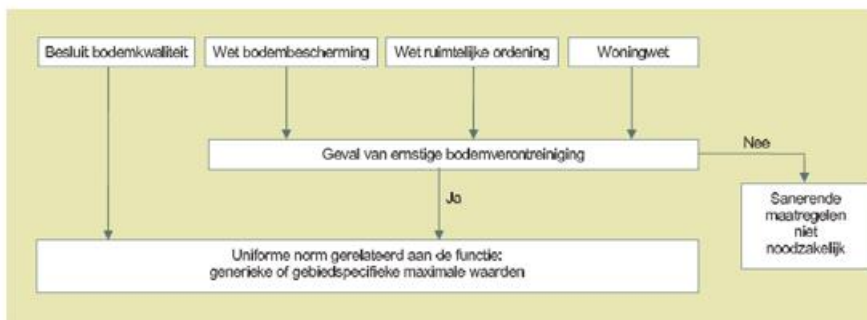 Besluit bodemkwaliteit
Wet bodembescherming
Wet ruimtelijke ordening
Woningwet
Geval van ernstige bodemverontreiniging
Nee
Ja
Sanerende
maatregelen
niet
noodzakelijk
Uniforme norm gerelateerd aan de functie:
generieke of gebiedspecifieke maximale waarden